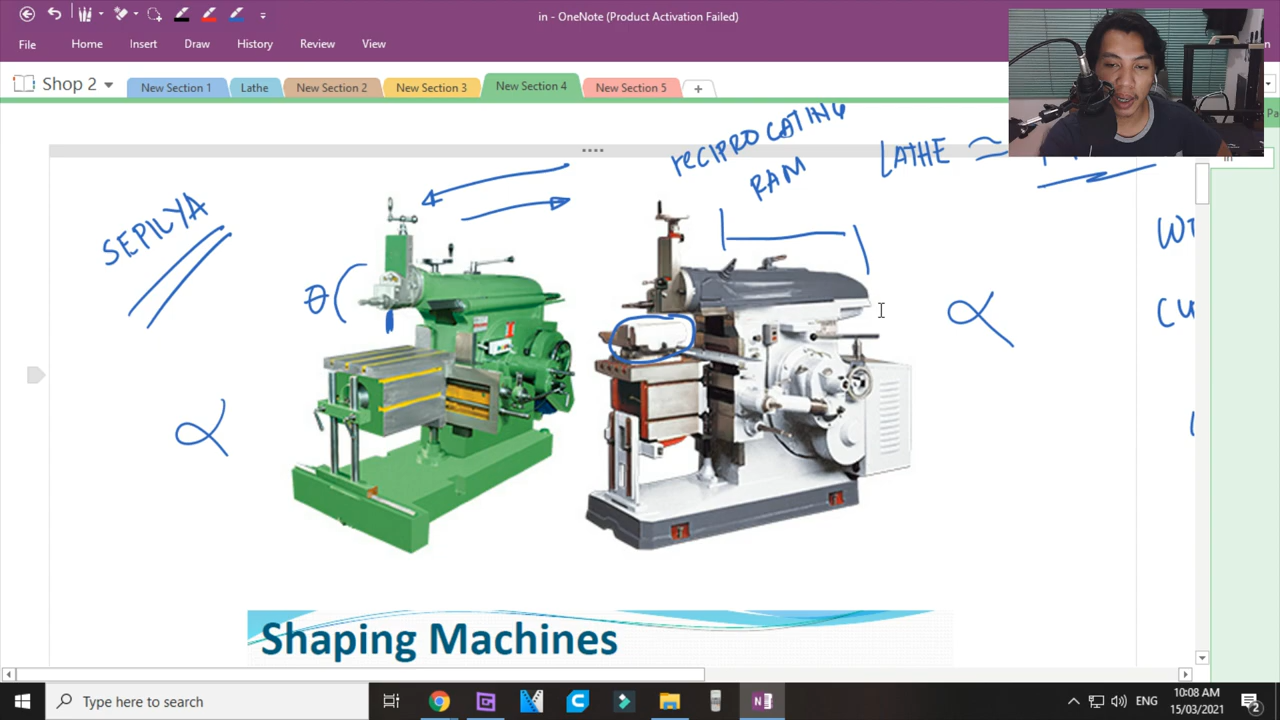 in - OneNote (Product Activation Failed)
File Home Insert Draw History Review View
Shop 2 New Section 1 Lathe New Section 2 New Section 3 New Section 4 New Section 5 +
Pa
reciprocating
RAM
LATHE ≈
SEPILYA
θ
α
α
Shaping Machines
Type here to search
ENG
10:08 AM
15/03/2021
2